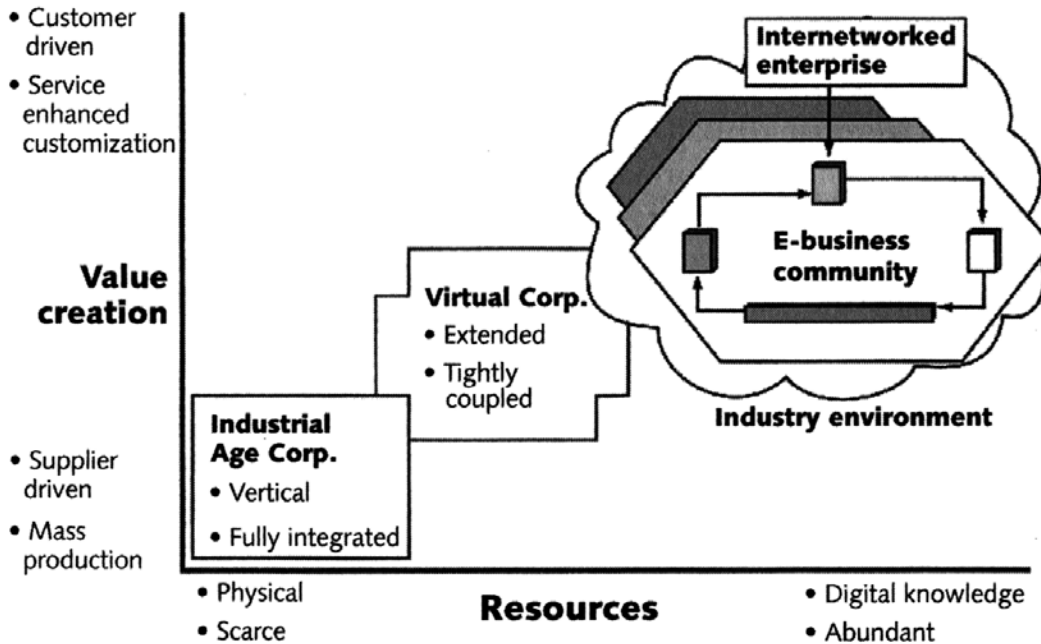 • Customer
driven
• Service
enhanced
customization
Value
creation
• Supplier
driven
• Mass
production
Internetworked
enterprise
E-business
community
Industry environment
Virtual Corp.
• Extended
• Tightly
coupled
Industrial
Age Corp.
• Vertical
• Fully integrated
• Physical
• Scarce
Resources
• Digital knowledge
• Abundant